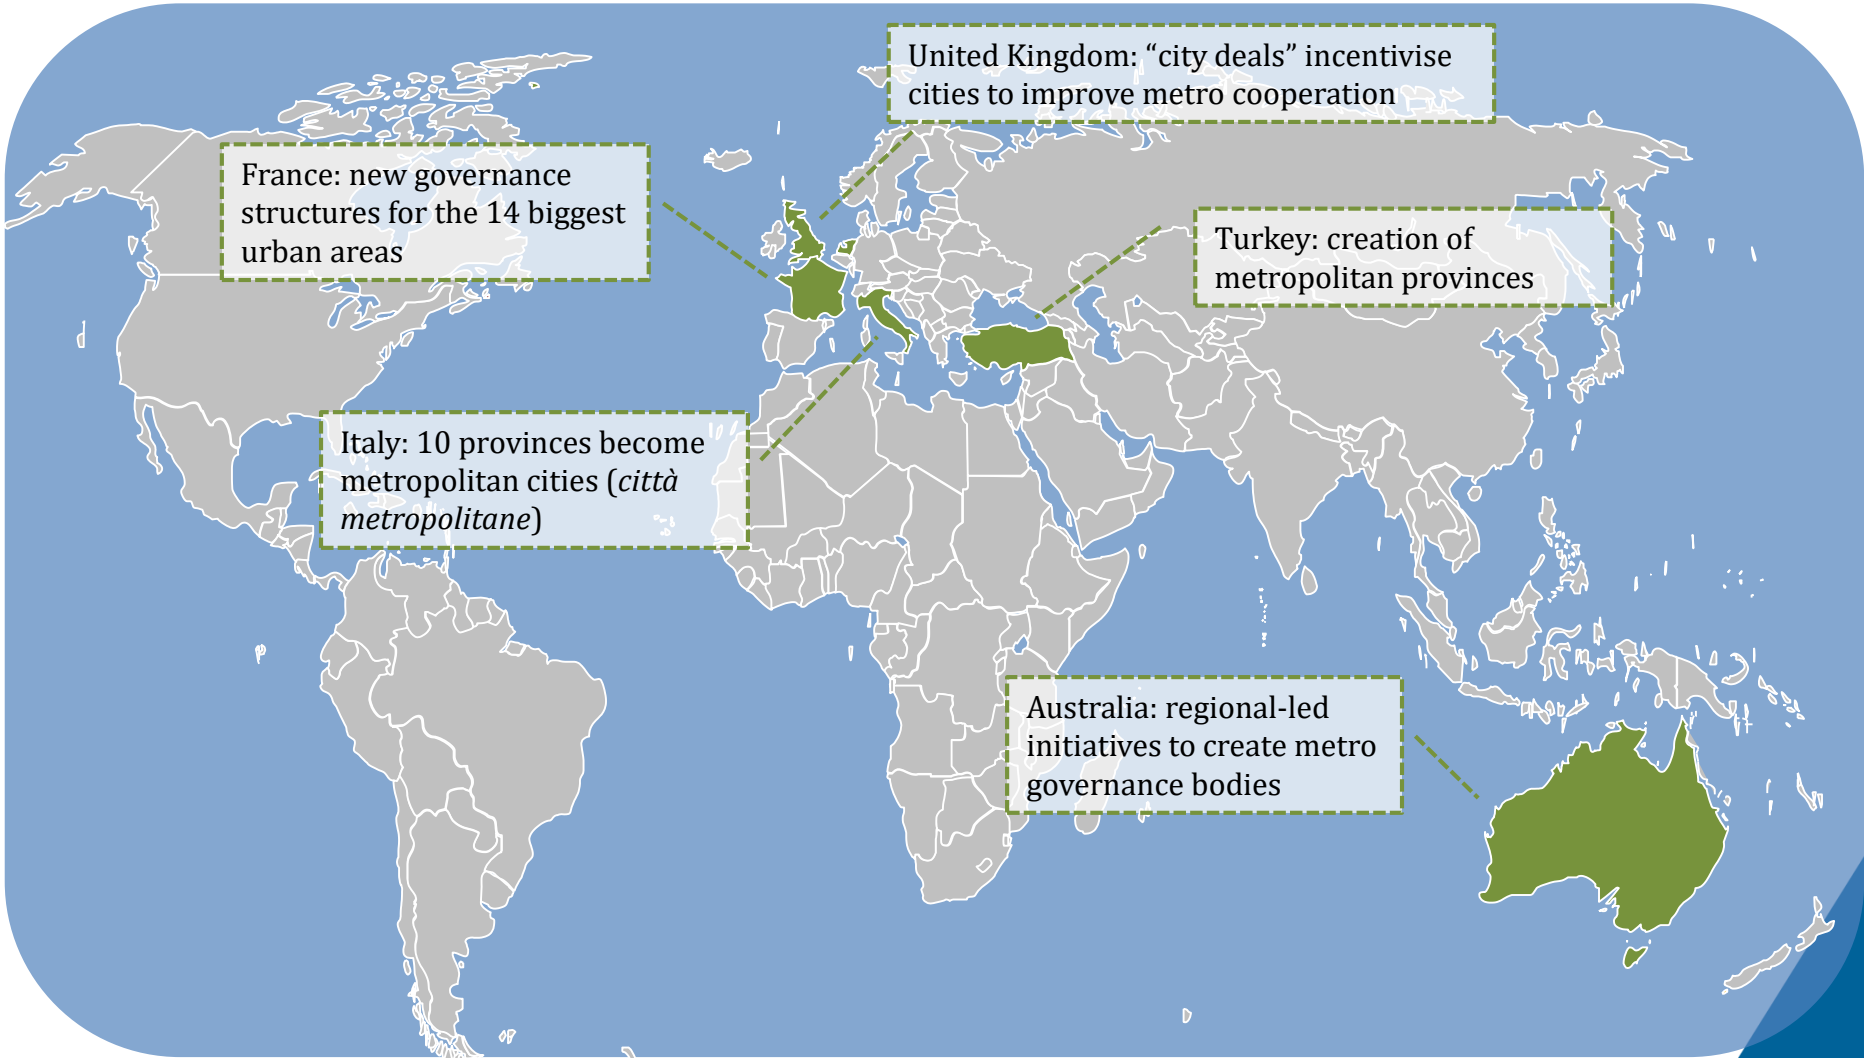 United Kingdom: “city deals” incentivise
cities to improve metro cooperation
France: new governance
structures for the 14 biggest
urban areas
Turkey: creation of
metropolitan provinces
Italy: 10 provinces become
metropolitan cities (città
metropolitane)
Australia: regional-led
initiatives to create metro
governance bodies